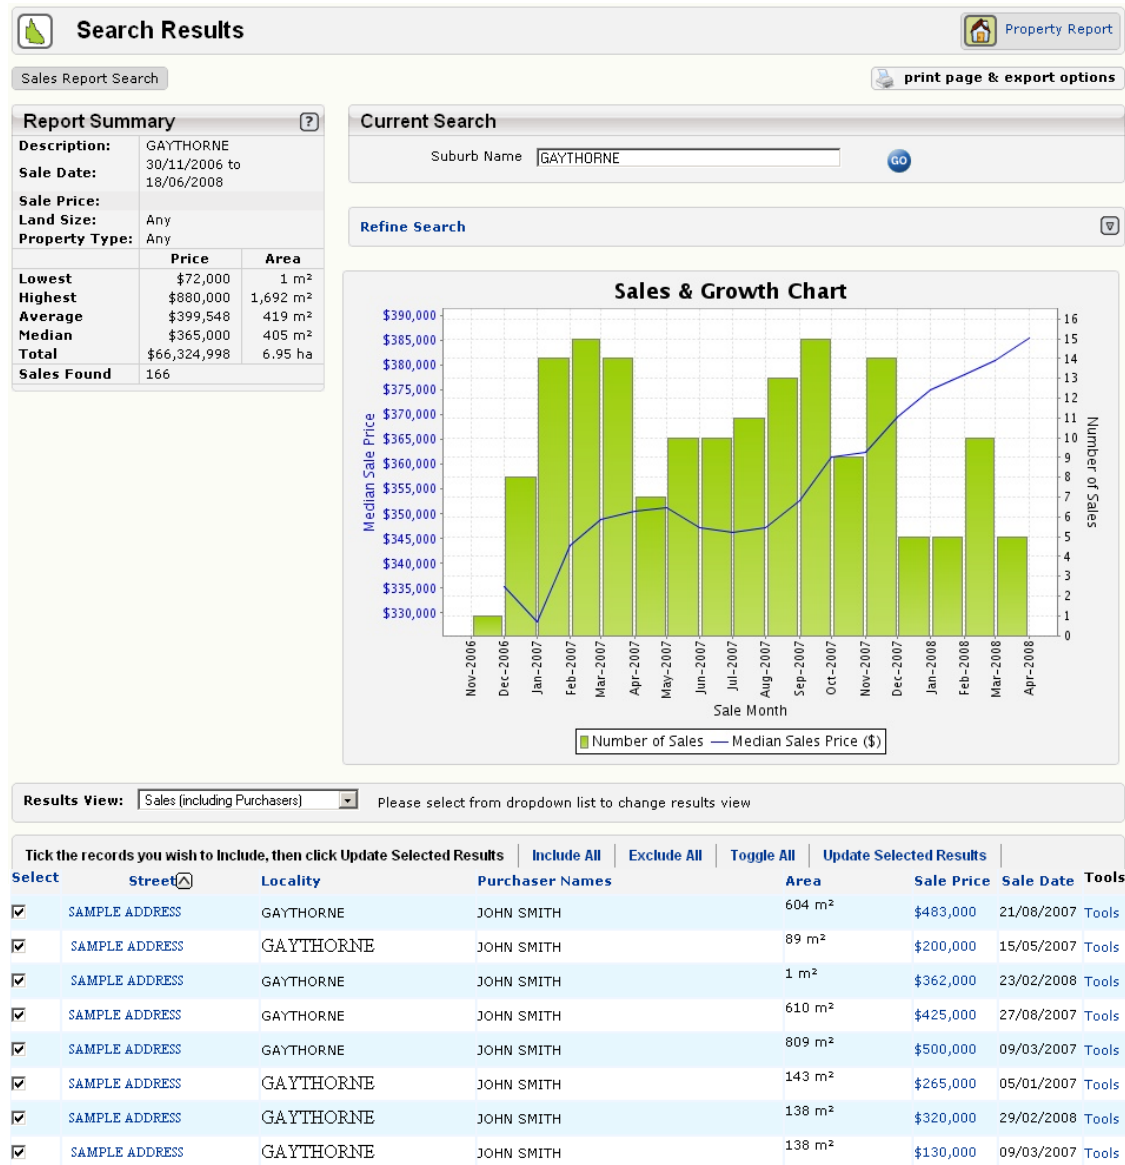 Search Results
Property Report
Sales Report Search
print page & export options
Report Summary ?
Description: GAYTHORNE
Sale Date: 30/11/2006 to
18/06/2008
Sale Price:
Land Size: Any
Property Type: Any
Price Area
Lowest $72,000 1 m²
Highest $880,000 1,692 m²
Average $399,548 419 m²
Median $365,000 405 m²
Total $66,324,998 6.95 ha
Sales Found 166
Current Search
Suburb Name GAYTHORNE GO
Refine Search
Sales & Growth Chart
$390,000
$385,000
$380,000
$375,000
$370,000
$365,000
$360,000
$355,000
$350,000
$345,000
$340,000
$335,000
$330,000
Median Sale Price
16
15
14
13
12
11
10
9
8
7
6
5
4
3
2
1
0
Number of Sales
Nov-2006
Dec-2006
Jan-2007
Feb-2007
Mar-2007
Apr-2007
May-2007
Jun-2007
Jul-2007
Aug-2007
Sep-2007
Oct-2007
Nov-2007
Dec-2007
Jan-2008
Feb-2008
Mar-2008
Apr-2008
Sale Month
Number of Sales — Median Sales Price ($)
Results View: Sales (including Purchasers) Please select from dropdown list to change results view
Tick the records you wish to Include, then click Update Selected Results Include All Exclude All Toggle All Update Selected Results
Select Street Locality Purchaser Names Area Sale Price Sale Date Tools
SAMPLE ADDRESS GAYTHORNE JOHN SMITH 604 m² $483,000 21/08/2007 Tools
SAMPLE ADDRESS GAYTHORNE JOHN SMITH 89 m² $200,000 15/05/2007 Tools
SAMPLE ADDRESS GAYTHORNE JOHN SMITH 1 m² $362,000 23/02/2008 Tools
SAMPLE ADDRESS GAYTHORNE JOHN SMITH 610 m² $425,000 27/08/2007 Tools
SAMPLE ADDRESS GAYTHORNE JOHN SMITH 809 m² $500,000 09/03/2007 Tools
SAMPLE ADDRESS GAYTHORNE JOHN SMITH 143 m² $265,000 05/01/2007 Tools
SAMPLE ADDRESS GAYTHORNE JOHN SMITH 138 m² $320,000 29/02/2008 Tools
SAMPLE ADDRESS GAYTHORNE JOHN SMITH 138 m² $130,000 09/03/2007 Tools